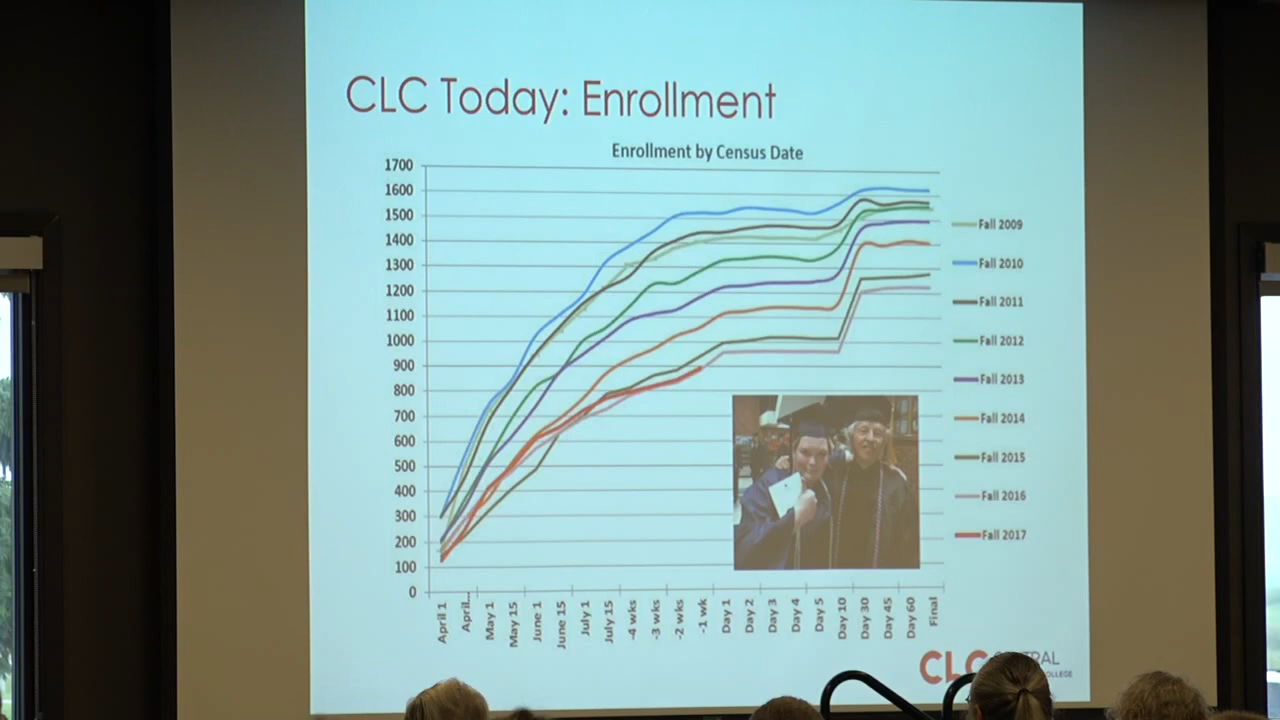 CLC Today: Enrollment
Enrollment by Census Date
1700
1600
1500
1400
1300
1200
1100
1000
900
800
700
600
500
400
300
200
100
0
April 1
April...
May 1
May 15
June 1
June 15
July 1
July 15
-4 wks
-3 wks
-2 wks
-1 wk
Day 1
Day 2
Day 3
Day 4
Day 5
Day 10
Day 30
Day 45
Day 60
Final
Fall 2009
Fall 2010
Fall 2011
Fall 2012
Fall 2013
Fall 2014
Fall 2015
Fall 2016
Fall 2017
CLC